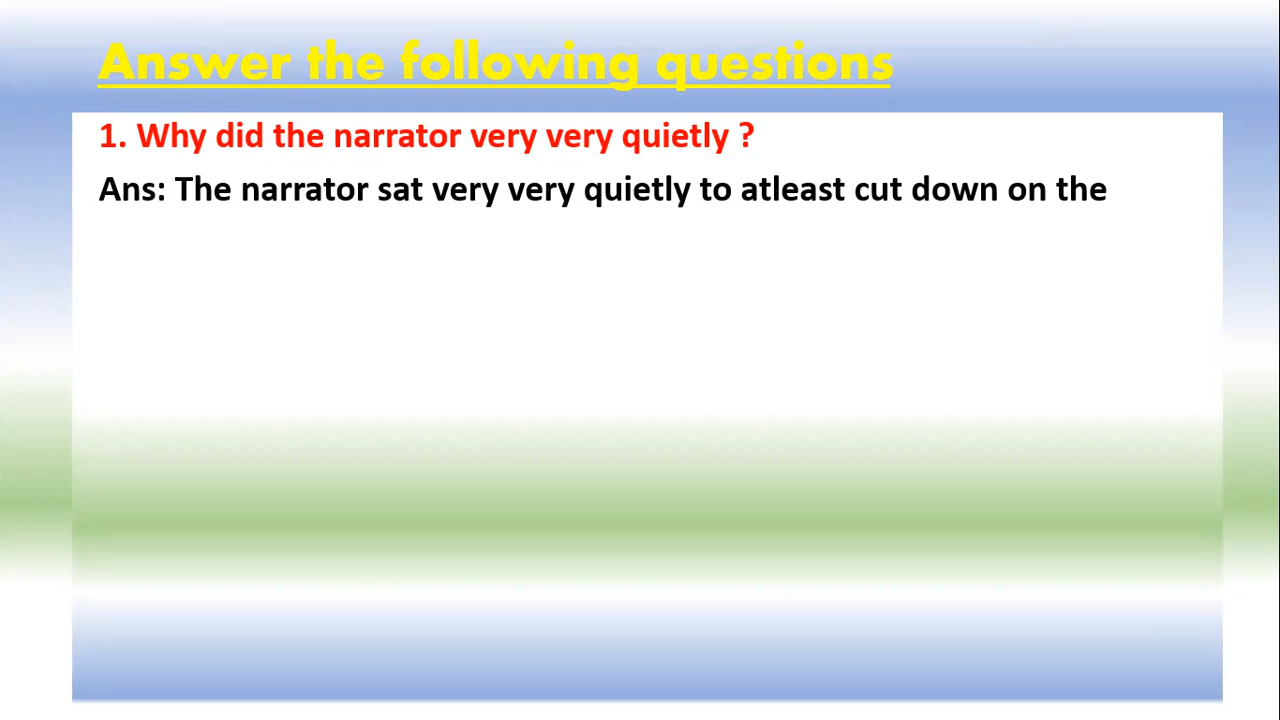 Answer the following questions
1. Why did the narrator very very quietly ?
Ans: The narrator sat very very quietly to atleast cut down on the